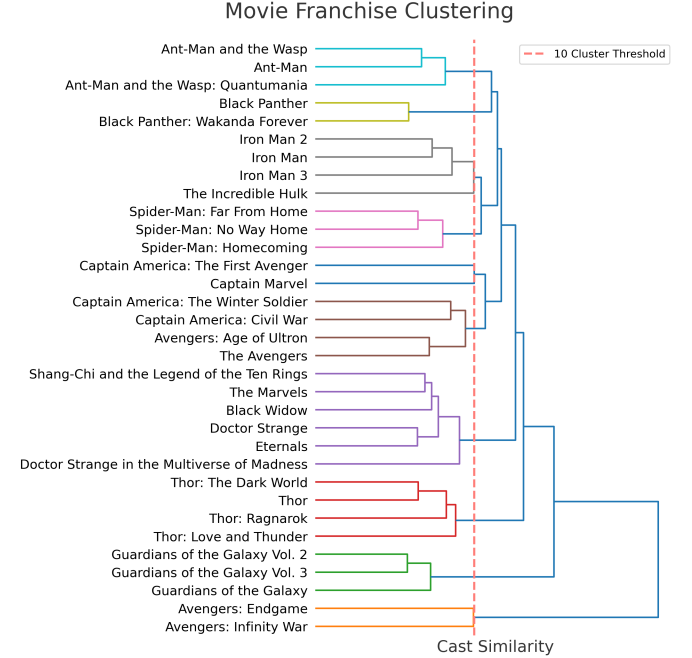 Movie Franchise Clustering
10 Cluster Threshold
Ant-Man and the Wasp
Ant-Man
Ant-Man and the Wasp: Quantumania
Black Panther
Black Panther: Wakanda Forever
Iron Man 2
Iron Man
Iron Man 3
The Incredible Hulk
Spider-Man: Far From Home
Spider-Man: No Way Home
Spider-Man: Homecoming
Captain America: The First Avenger
Captain Marvel
Captain America: The Winter Soldier
Captain America: Civil War
Avengers: Age of Ultron
The Avengers
Shang-Chi and the Legend of the Ten Rings
The Marvels
Black Widow
Doctor Strange
Eternals
Doctor Strange in the Multiverse of Madness
Thor: The Dark World
Thor
Thor: Ragnarok
Thor: Love and Thunder
Guardians of the Galaxy Vol. 2
Guardians of the Galaxy Vol. 3
Guardians of the Galaxy
Avengers: Endgame
Avengers: Infinity War
Cast Similarity